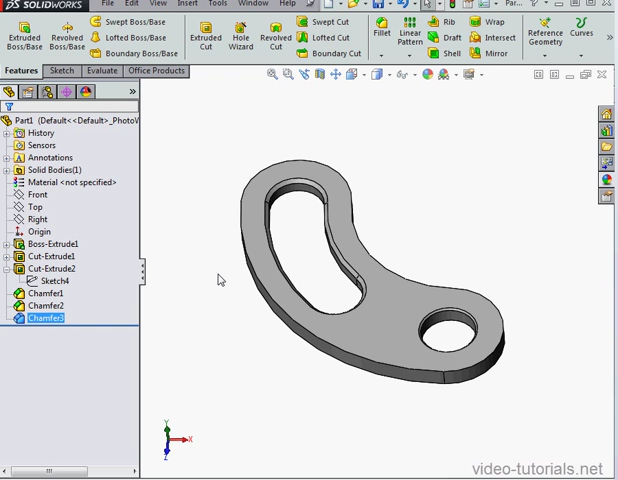 SOLIDWORKS
File Edit View Insert Tools Window Help
Par...
Extruded Boss/Base
Revolved Boss/Base
Swept Boss/Base
Lofted Boss/Base
Boundary Boss/Base
Extruded Cut
Hole Wizard
Revolved Cut
Swept Cut
Lofted Cut
Boundary Cut
Fillet
Linear Pattern
Rib
Draft
Shell
Wrap
Intersect
Mirror
Reference Geometry
Curves
Features Sketch Evaluate Office Products
Part1 (Default<<Default>_PhotoV
History
Sensors
Annotations
Solid Bodies(1)
Material <not specified>
Front
Top
Right
Origin
Boss-Extrude1
Cut-Extrude1
Cut-Extrude2
Sketch4
Chamfer1
Chamfer2
Chamfer3
Y
X
Z
video-tutorials.net